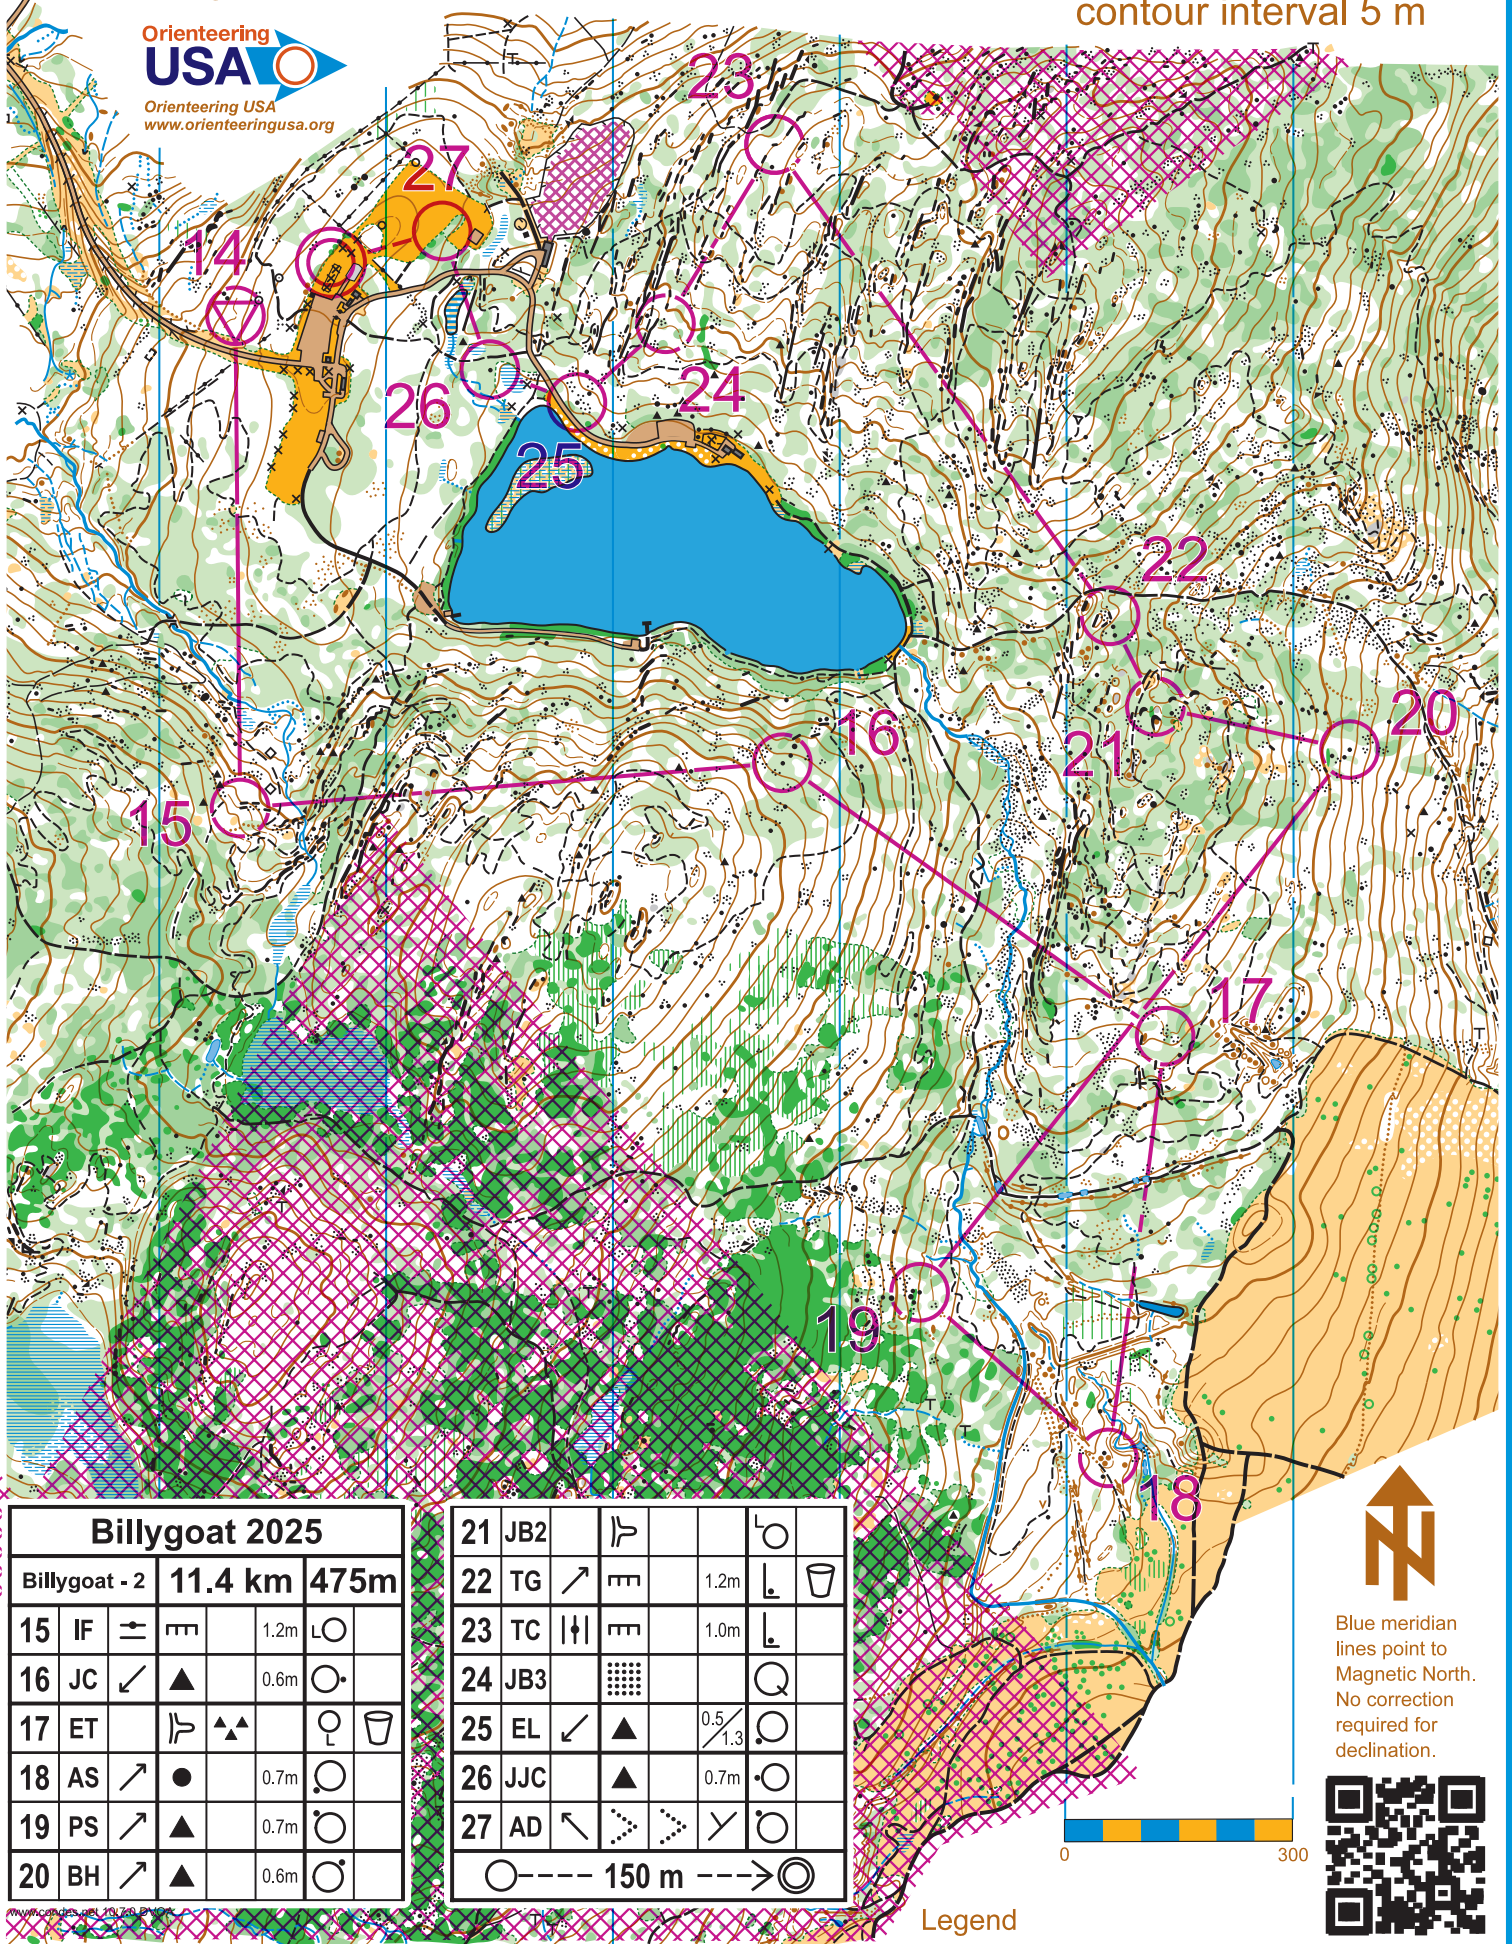 contour interval 5 m
Orienteering
USA
Orienteering USA
www.orienteeringusa.org
23
27
14
24
26
25
22
20
16
21
15
17
19
18
Billygoat 2025
Billygoat - 2 11.4 km 475m
15 IF 1.2m
16 JC 0.6m
17 ET
18 AS 0.7m
19 PS 0.7m
20 BH 0.6m
21 JB2
22 TG 1.2m
23 TC 1.0m
24 JB3
25 EL 0.5/1.3
26 JJC 0.7m
27 AD
150 m
N
Blue meridian
lines point to
Magnetic North.
No correction
required for
declination.
0 300
Legend